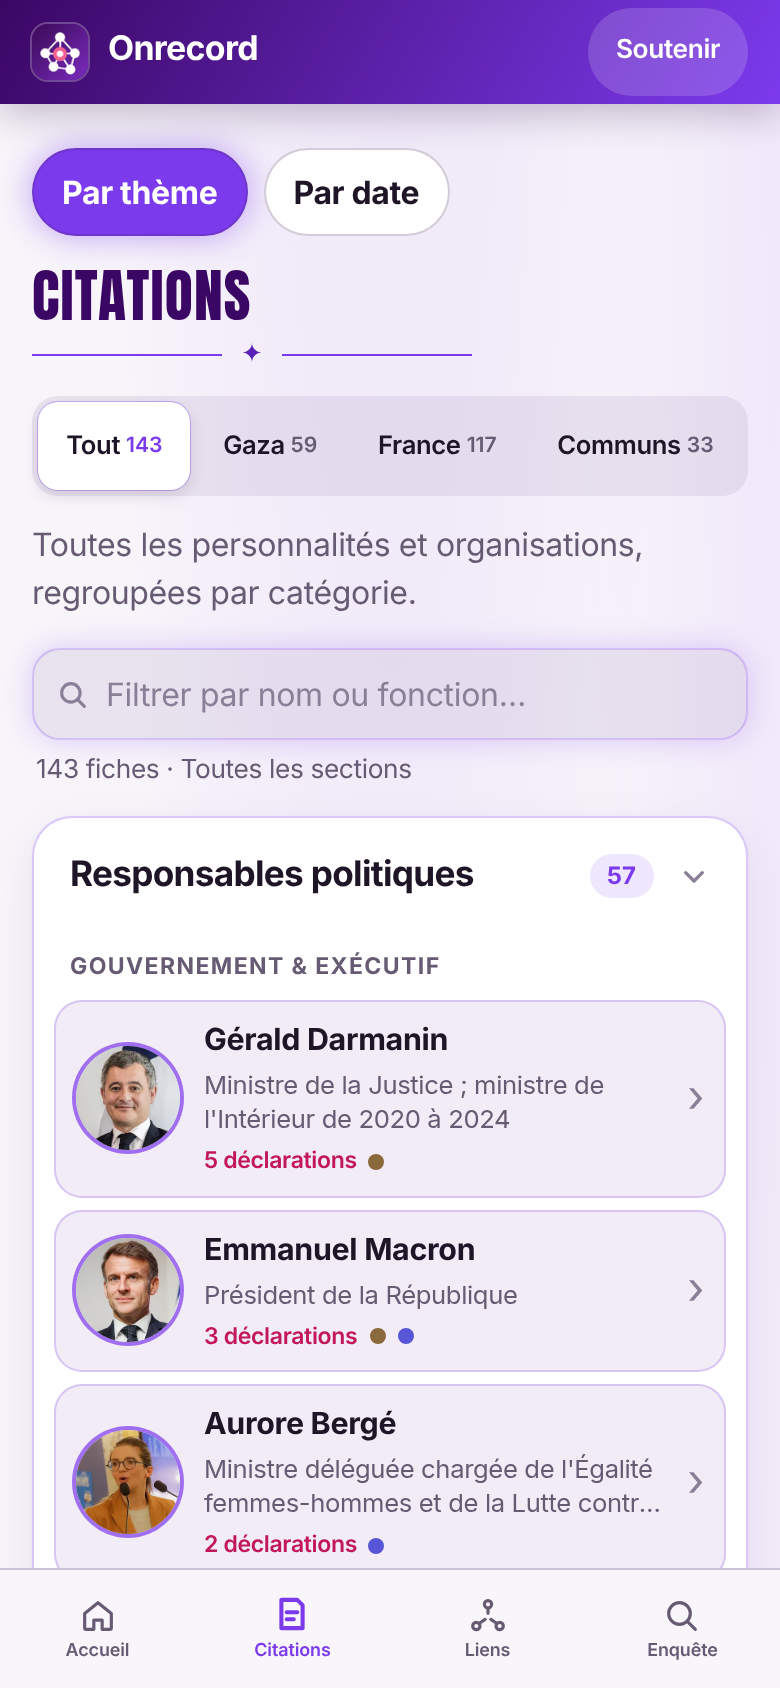 Onrecord
Soutenir
Par thème
Par date
CITATIONS
Tout 143
Gaza 59
France 117
Communs 33
Toutes les personnalités et organisations,
regroupées par catégorie.
Filtrer par nom ou fonction...
143 fiches · Toutes les sections
Responsables politiques
57
GOUVERNEMENT & EXÉCUTIF
Gérald Darmanin
Ministre de la Justice ; ministre de
l'Intérieur de 2020 à 2024
5 déclarations
Emmanuel Macron
Président de la République
3 déclarations
Aurore Bergé
Ministre déléguée chargée de l'Égalité
femmes-hommes et de la Lutte contr...
2 déclarations
Accueil
Citations
Liens
Enquête